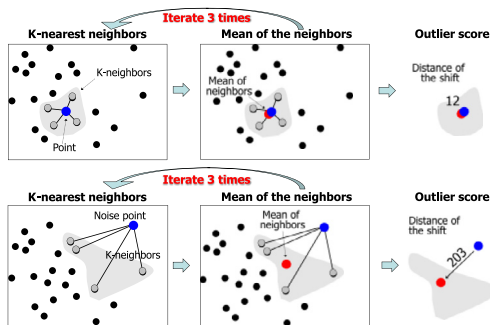 Iterate 3 times
K-nearest neighbors
Mean of the neighbors
Outlier score
K-neighbors
Point
Mean of
neighbors
Distance of
the shift
12
Iterate 3 times
K-nearest neighbors
Mean of the neighbors
Outlier score
Noise point
K-neighbors
Mean of
neighbors
Distance of
the shift
203